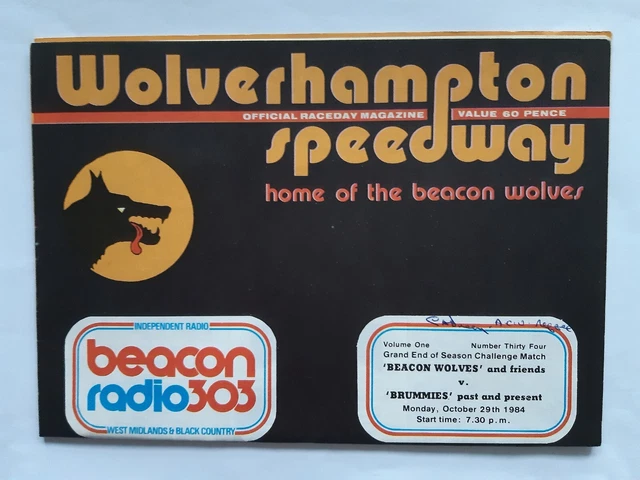 Wolverhampton
OFFICIAL RACEDAY MAGAZINE VALUE 60 PENCE
speedway
home of the beacon wolves
INDEPENDENT RADIO
beacon
radio303
WEST MIDLANDS & BLACK COUNTRY
Volume One Number Thirty Four
Grand End of Season Challenge Match
'BEACON WOLVES' and friends
v.
'BRUMMIES,' past and present
Monday, October 29th 1984
Start time: 7.30 p.m.